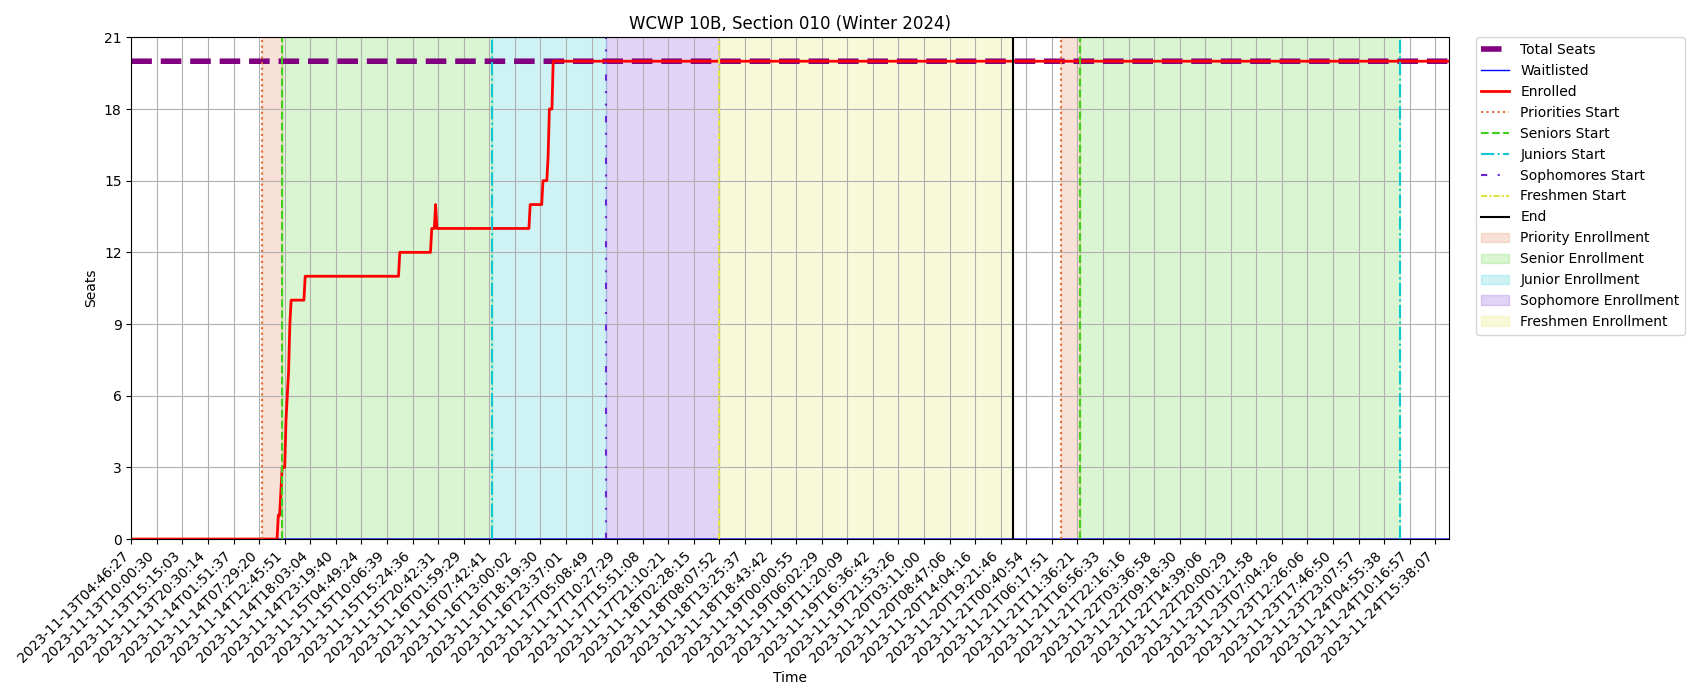 WCWP 10B, Section 010 (Winter 2024)
21
18
15
12
9
6
3
0
Seats
2023-11-13T04:46:27
2023-11-13T10:00:30
2023-11-13T15:15:03
2023-11-13T20:30:14
2023-11-14T01:51:37
2023-11-14T07:29:20
2023-11-14T12:45:51
2023-11-14T18:03:04
2023-11-14T23:19:40
2023-11-15T04:49:24
2023-11-15T10:06:39
2023-11-15T15:24:36
2023-11-15T20:42:31
2023-11-16T01:59:29
2023-11-16T07:42:41
2023-11-16T13:00:02
2023-11-16T18:19:30
2023-11-16T23:37:01
2023-11-17T05:08:49
2023-11-17T10:27:29
2023-11-17T15:51:08
2023-11-17T21:10:21
2023-11-18T02:28:15
2023-11-18T08:07:52
2023-11-18T13:25:37
2023-11-18T18:43:42
2023-11-19T00:00:55
2023-11-19T06:02:29
2023-11-19T11:20:09
2023-11-19T16:36:42
2023-11-19T21:53:26
2023-11-20T03:11:00
2023-11-20T08:47:06
2023-11-20T14:04:16
2023-11-20T19:21:46
2023-11-21T00:40:54
2023-11-21T06:17:51
2023-11-21T11:36:21
2023-11-21T16:56:33
2023-11-21T22:16:16
2023-11-22T03:36:58
2023-11-22T09:18:30
2023-11-22T14:39:06
2023-11-22T20:00:29
2023-11-23T01:21:58
2023-11-23T07:04:26
2023-11-23T12:26:06
2023-11-23T17:46:50
2023-11-23T23:07:57
2023-11-24T04:55:38
2023-11-24T10:16:57
2023-11-24T15:38:07
Time
Total Seats
Waitlisted
Enrolled
Priorities Start
Seniors Start
Juniors Start
Sophomores Start
Freshmen Start
End
Priority Enrollment
Senior Enrollment
Junior Enrollment
Sophomore Enrollment
Freshmen Enrollment